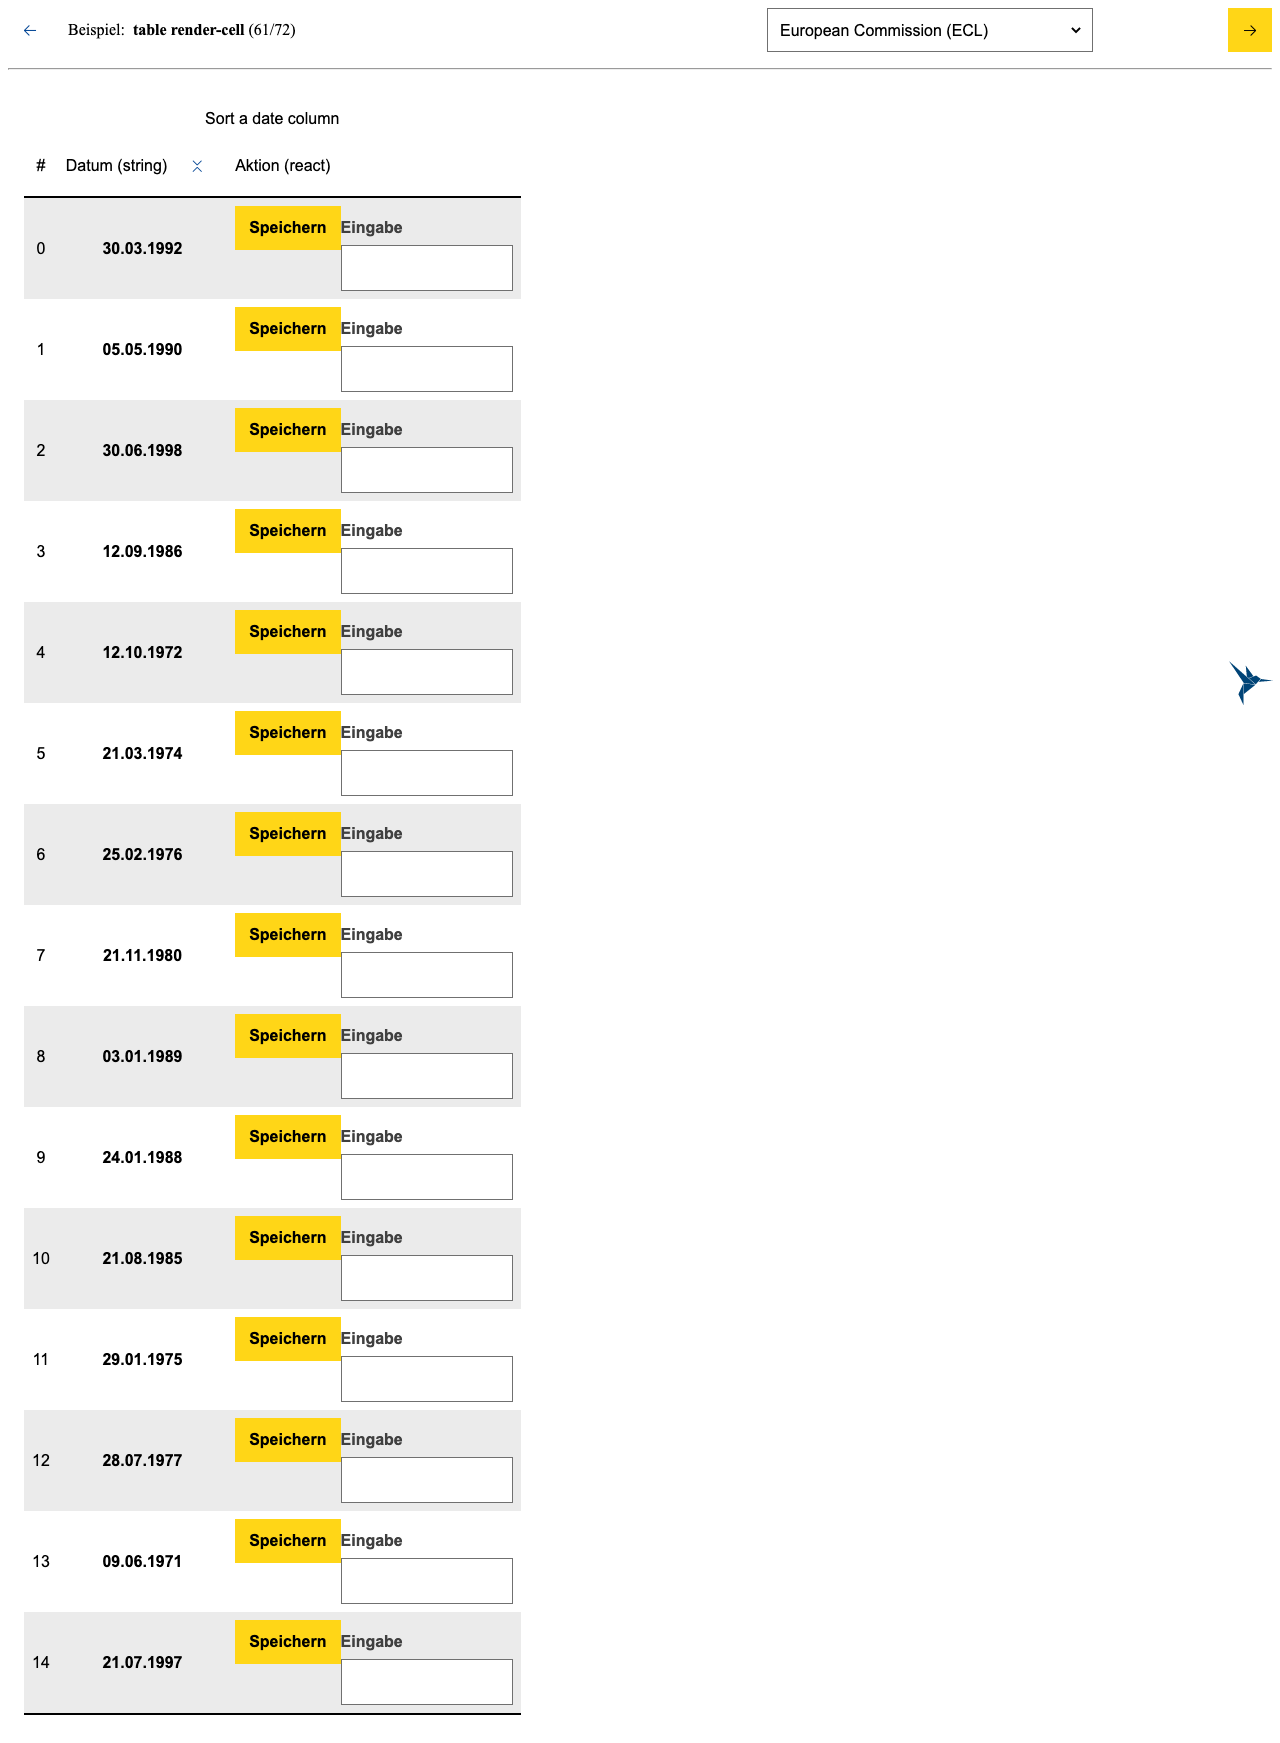 Beispiel: table render-cell (61/72)
European Commission (ECL)
Sort a date column
# Datum (string) Aktion (react)
0 30.03.1992 Speichern Eingabe
1 05.05.1990 Speichern Eingabe
2 30.06.1998 Speichern Eingabe
3 12.09.1986 Speichern Eingabe
4 12.10.1972 Speichern Eingabe
5 21.03.1974 Speichern Eingabe
6 25.02.1976 Speichern Eingabe
7 21.11.1980 Speichern Eingabe
8 03.01.1989 Speichern Eingabe
9 24.01.1988 Speichern Eingabe
10 21.08.1985 Speichern Eingabe
11 29.01.1975 Speichern Eingabe
12 28.07.1977 Speichern Eingabe
13 09.06.1971 Speichern Eingabe
14 21.07.1997 Speichern Eingabe